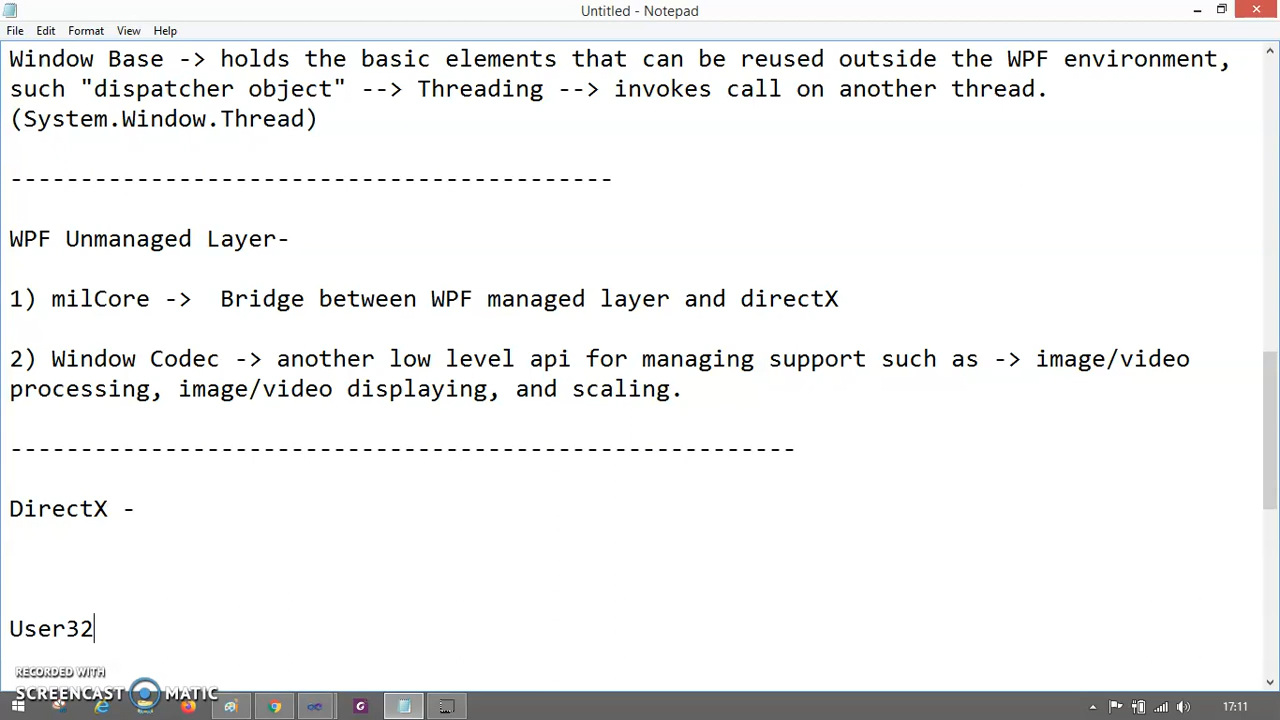 Untitled - Notepad
File Edit Format View Help
Window Base -> holds the basic elements that can be reused outside the WPF environment,
such "dispatcher object" --> Threading --> invokes call on another thread.
(System.Window.Thread)
-------------------------------------------
WPF Unmanaged Layer-
1) milCore ->  Bridge between WPF managed layer and directX
2) Window Codec -> another low level api for managing support such as -> image/video
processing, image/video displaying, and scaling.
--------------------------------------------------------
DirectX -
User32
RECORDED WITH
SCREENCAST MATIC
17:11